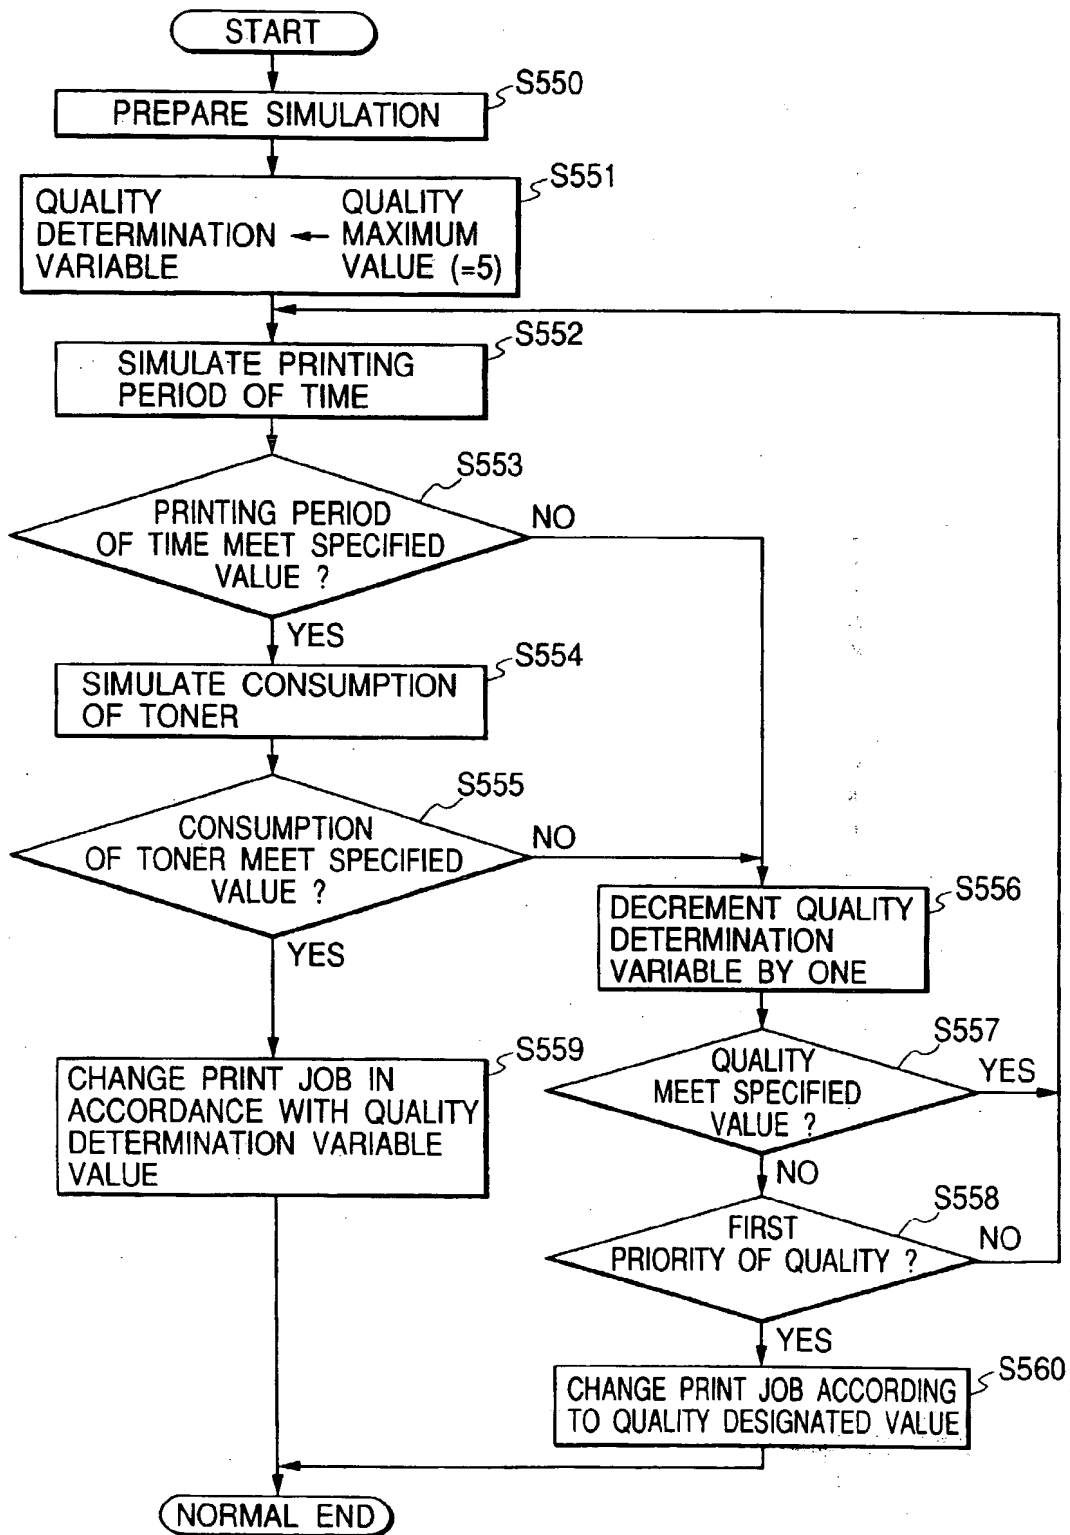 START
S550
PREPARE SIMULATION
S551
QUALITY
DETERMINATION
VARIABLE
QUALITY
MAXIMUM
VALUE (=5)
S552
SIMULATE PRINTING
PERIOD OF TIME
S553
PRINTING PERIOD
OF TIME MEET SPECIFIED
VALUE ?
NO
YES
S554
SIMULATE CONSUMPTION
OF TONER
S555
CONSUMPTION
OF TONER MEET SPECIFIED
VALUE ?
NO
YES
S556
DECREMENT QUALITY
DETERMINATION
VARIABLE BY ONE
S557
QUALITY
MEET SPECIFIED
VALUE ?
YES
NO
S558
FIRST
PRIORITY OF QUALITY ?
NO
YES
S559
CHANGE PRINT JOB IN
ACCORDANCE WITH QUALITY
DETERMINATION VARIABLE
VALUE
S560
CHANGE PRINT JOB ACCORDING
TO QUALITY DESIGNATED VALUE
NORMAL END